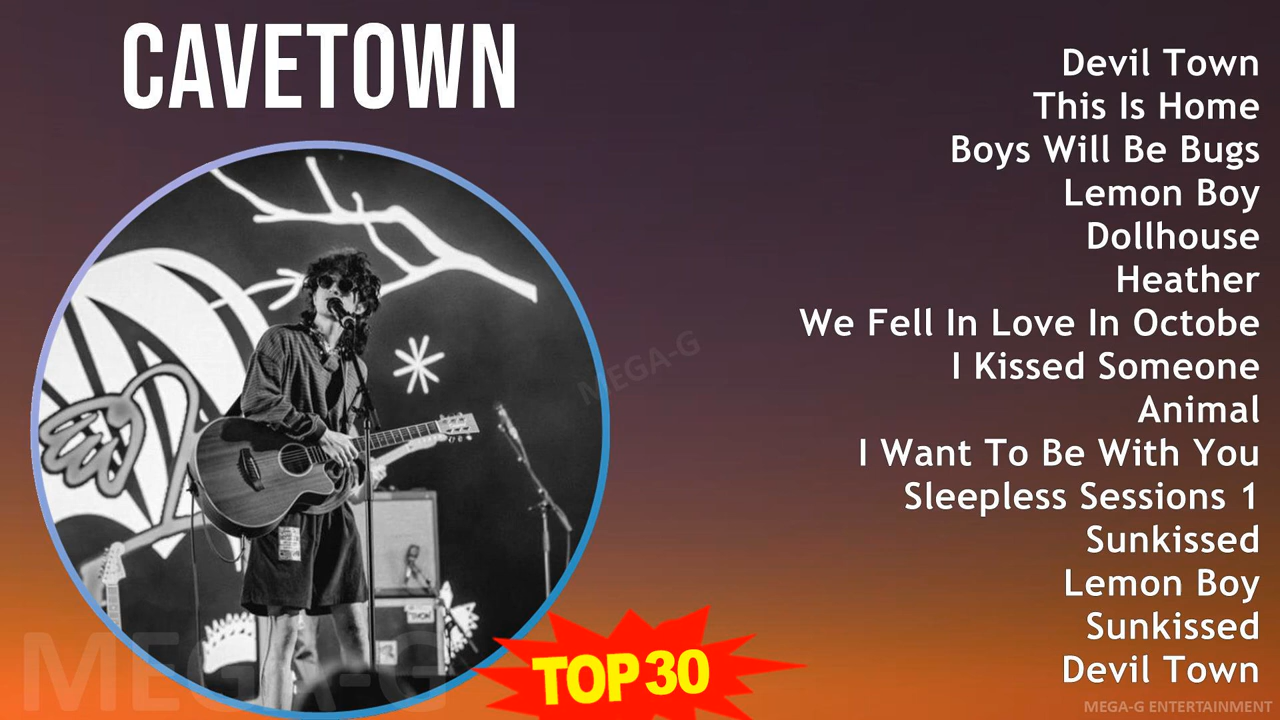 CAVETOWN
Devil Town
This Is Home
Boys Will Be Bugs
Lemon Boy
Dollhouse
Heather
We Fell In Love In Octobe
I Kissed Someone
Animal
I Want To Be With You
Sleepless Sessions 1
Sunkissed
Lemon Boy
Sunkissed
Devil Town
MEGA-G
TOP 30
MEGA-G
MEGA-G ENTERTAINMENT